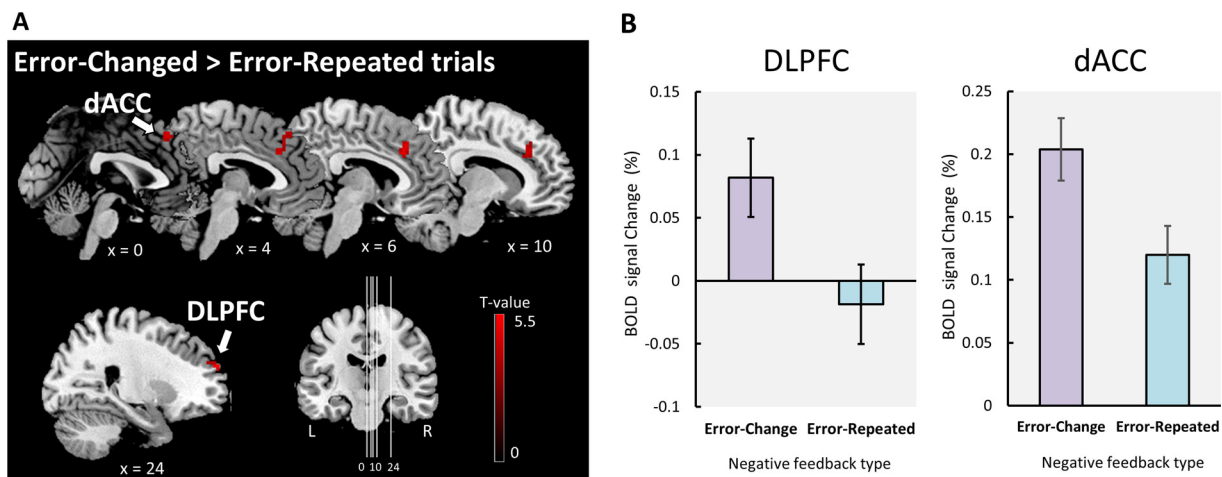 A
Error-Changed > Error-Repeated trials
dACC
x = 0
x = 4
x = 6
x = 10
DLPFC
T-value
5.5
0
L
R
0 10 24
x = 24
B
DLPFC
BOLD signal Change (%)
0.15
0.1
0.05
0
-0.05
-0.1
Error-Change Error-Repeated
Negative feedback type
dACC
BOLD signal Change (%)
0.25
0.2
0.15
0.1
0.05
0
Error-Change Error-Repeated
Negative feedback type